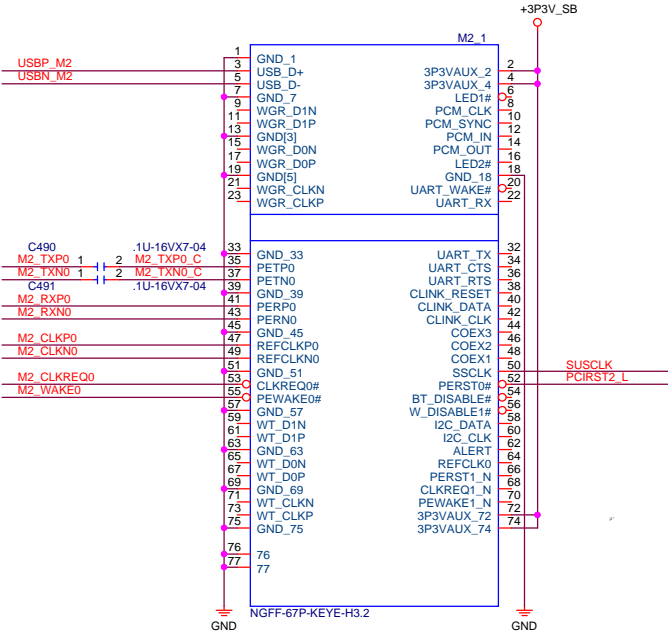 +3P3V_SB
M2_1
1 GND_1
USBP_M2 3 USB_D+ 3P3VAUX_2 2
USBN_M2 5 USB_D- 3P3VAUX_4 4
7 GND_7 LED1# 6
9 WGR_D1N PCM_CLK 8
11 WGR_D1P PCM_SYNC 10
13 GND[3] PCM_IN 12
15 WGR_D0N PCM_OUT 14
17 WGR_D0P LED2# 16
19 GND[5] GND_18 18
21 WGR_CLKN UART_WAKE# 20
23 WGR_CLKP UART_RX 22
C490 .1U-16VX7-04
33 GND_33 UART_TX 32
M2_TXP0 1 2 M2_TXP0_C 35 PETP0 UART_CTS 34
M2_TXN0 1 2 M2_TXN0_C 37 PETN0 UART_RTS 36
C491 .1U-16VX7-04
39 GND_39 CLINK_RESET 38
M2_RXP0 41 PERP0 CLINK_DATA 40
M2_RXN0 43 PERN0 CLINK_CLK 42
45 GND_45 COEX3 44
M2_CLKP0 47 REFCLKP0 COEX2 46
M2_CLKN0 49 REFCLKN0 COEX1 48
51 GND_51 SSCLK 50 SUSCLK
M2_CLKREQ0 53 CLKREQ0# PERST0# 52 PCIRST2_L
M2_WAKE0 55 PEWAKE0# BT_DISABLE# 54
57 GND_57 W_DISABLE1# 56
59 WT_D1N I2C_DATA 58
61 WT_D1P I2C_CLK 60
63 GND_63 ALERT 62
65 WT_D0N REFCLK0 64
67 WT_D0P PERST1_N 66
69 GND_69 CLKREQ1_N 68
71 WT_CLKN PEWAKE1_N 70
73 WT_CLKP 3P3VAUX_72 72
75 GND_75 3P3VAUX_74 74
76 76
77 77
NGFF-67P-KEYE-H3.2
GND GND